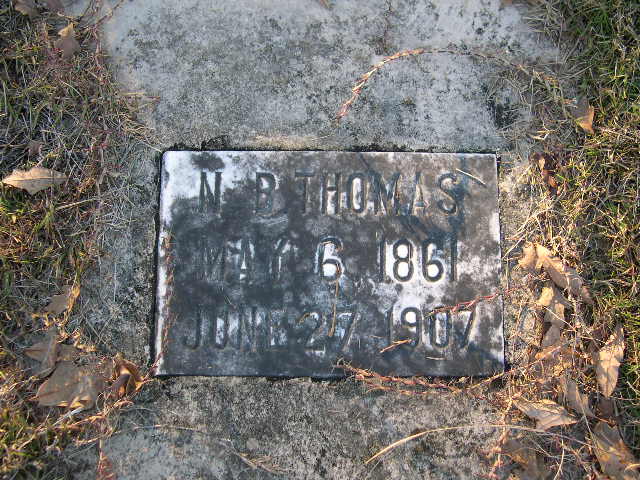 N. B. THOMAS
MAY 6, 1861
JUNE 27, 1907